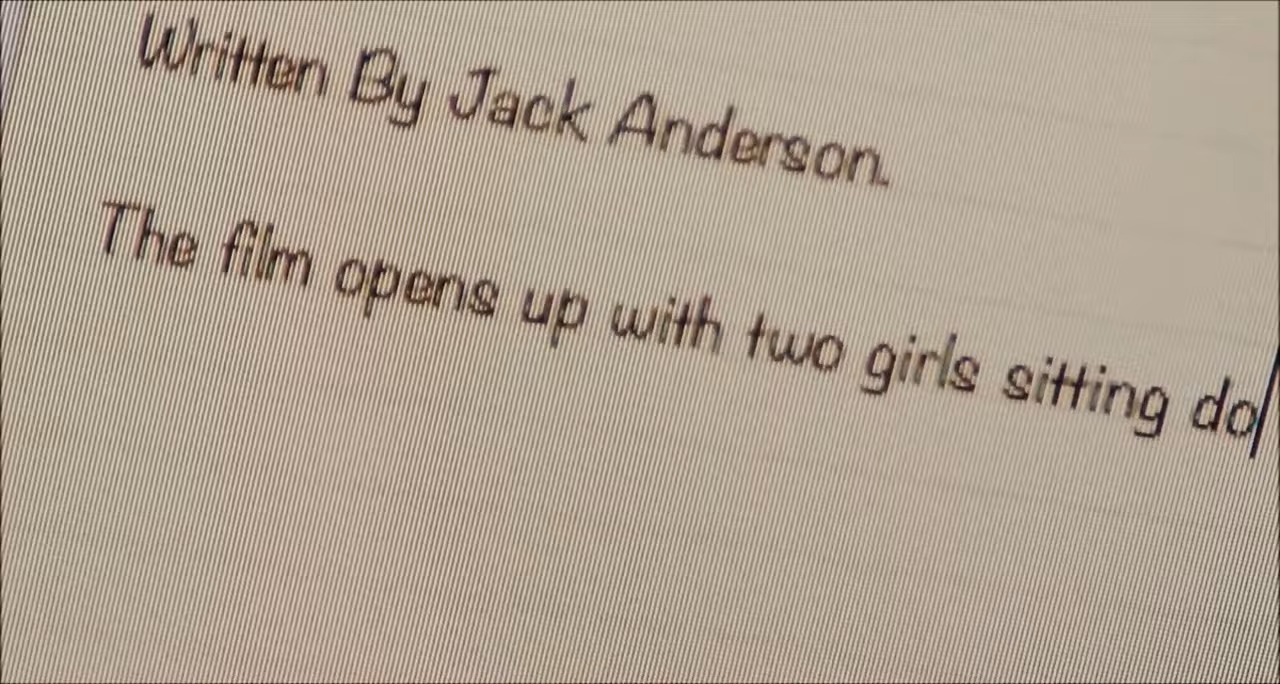 Written By Jack Anderson.
The film opens up with two girls sitting do